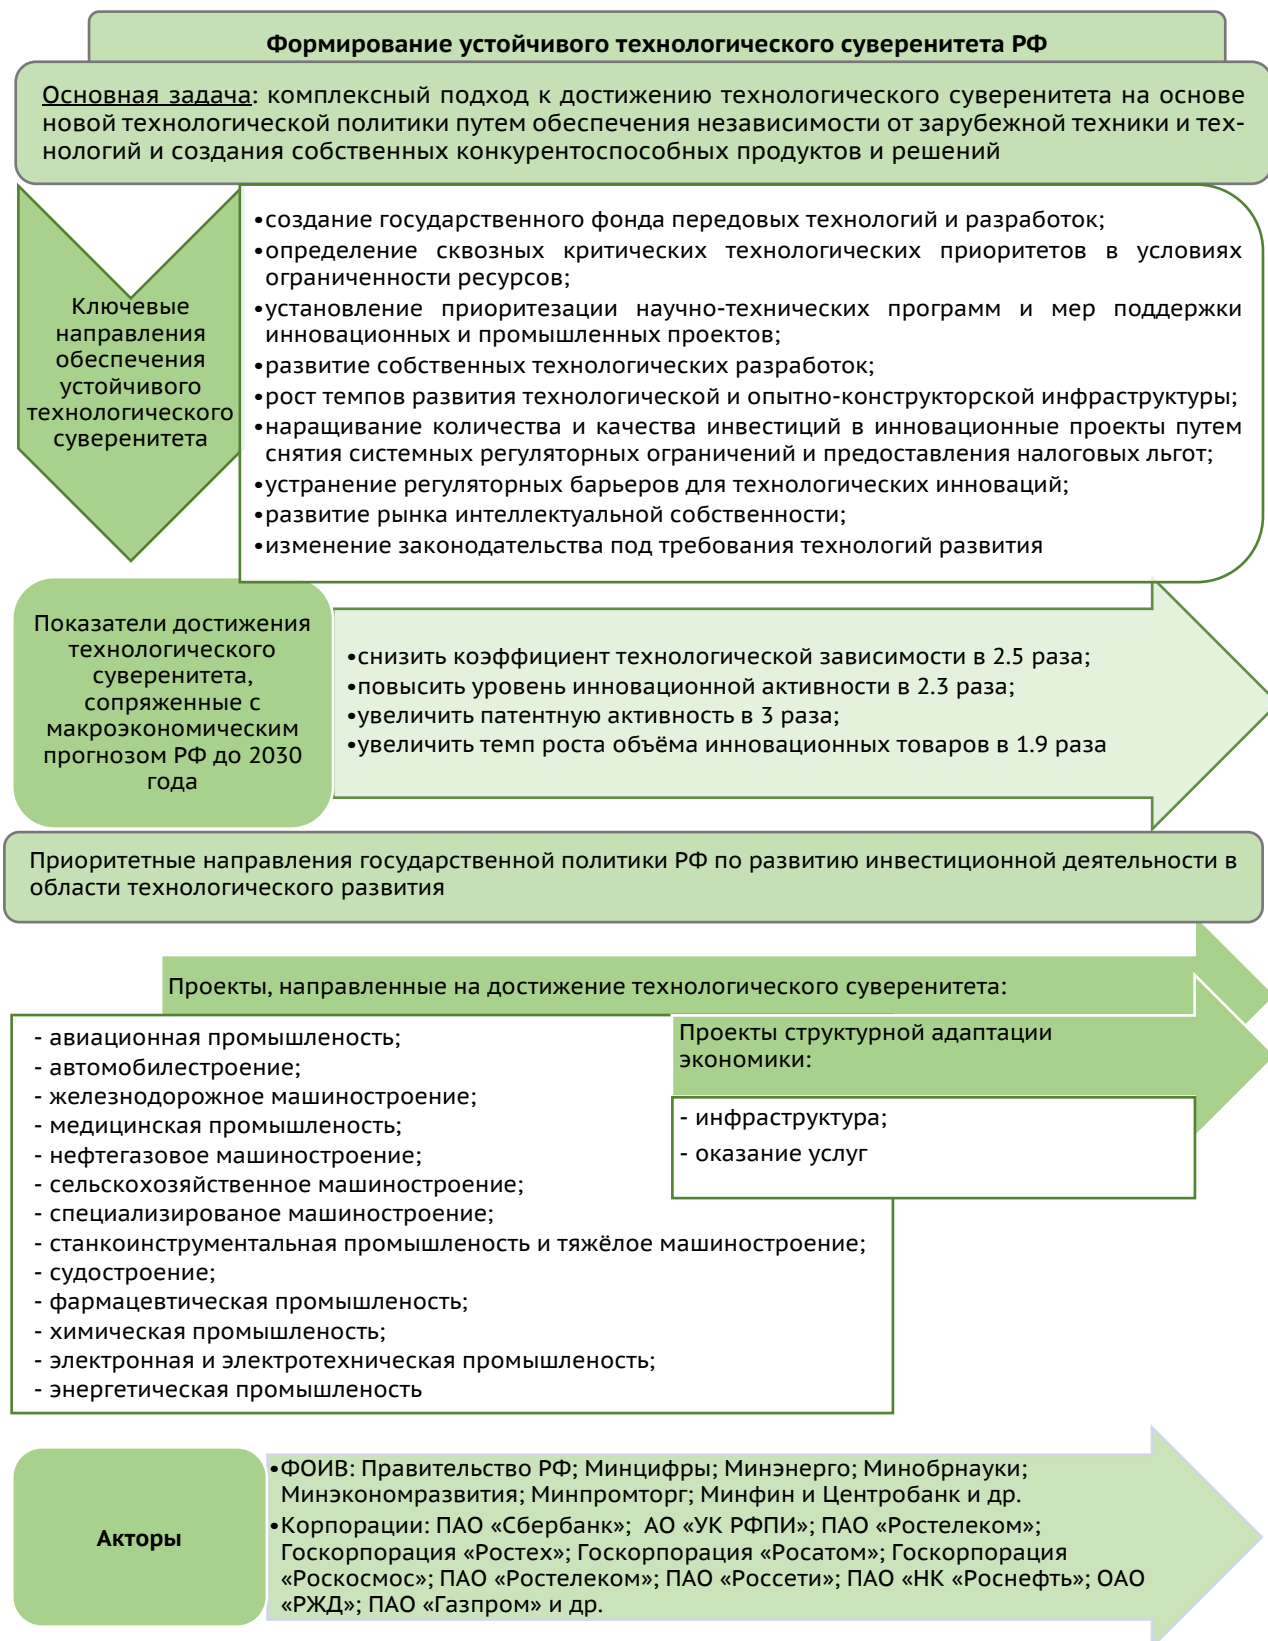 Формирование устойчивого технологического суверенитета РФ
Основная задача: комплексный подход к достижению технологического суверенитета на основе
новой технологической политики путем обеспечения независимости от зарубежной техники и тех-
нологий и создания собственных конкурентоспособных продуктов и решений
Ключевые
направления
обеспечения
устойчивого
технологического
суверенитета
•создание государственного фонда передовых технологий и разработок;
•определение сквозных критических технологических приоритетов в условиях
ограниченности ресурсов;
•установление приоритезации научно-технических программ и мер поддержки
инновационных и промышленных проектов;
•развитие собственных технологических разработок;
•рост темпов развития технологической и опытно-конструкторской инфраструктуры;
•наращивание количества и качества инвестиций в инновационные проекты путем
снятия системных регуляторных ограничений и предоставления налоговых льгот;
•устранение регуляторных барьеров для технологических инноваций;
•развитие рынка интеллектуальной собственности;
•изменение законодательства под требования технологий развития
Показатели достижения
технологического
суверенитета,
сопряженные с
макроэкономическим
прогнозом РФ до 2030
года
•снизить коэффициент технологической зависимости в 2.5 раза;
•повысить уровень инновационной активности в 2.3 раза;
•увеличить патентную активность в 3 раза;
•увеличить темп роста объёма инновационных товаров в 1.9 раза
Приоритетные направления государственной политики РФ по развитию инвестиционной деятельности в
области технологического развития
Проекты, направленные на достижение технологического суверенитета:
- авиационная промышленость;
- автомобилестроение;
- железнодорожное машиностроение;
- медицинская промышленость;
- нефтегазовое машиностроение;
- сельскохозяйственное машиностроение;
- специализированое машиностроение;
- станкоинструментальная промышленость и тяжёлое машиностроение;
- судостроение;
- фармацевтическая промышленость;
- химическая промышленость;
- электронная и электротехническая промышленость;
- энергетическая промышленость
Проекты структурной адаптации
экономики:
- инфраструктура;
- оказание услуг
Акторы
•ФОИВ: Правительство РФ; Минцифры; Минэнерго; Минобрнауки;
Минэкономразвития; Минпромторг; Минфин и Центробанк и др.
•Корпорации: ПАО «Сбербанк»; АО «УК РФПИ»; ПАО «Ростелеком»;
Госкорпорация «Ростех»; Госкорпорация «Росатом»; Госкорпорация
«Роскосмос»; ПАО «Ростелеком»; ПАО «Россети»; ПАО «НК «Роснефть»; ОАО
«РЖД»; ПАО «Газпром» и др.